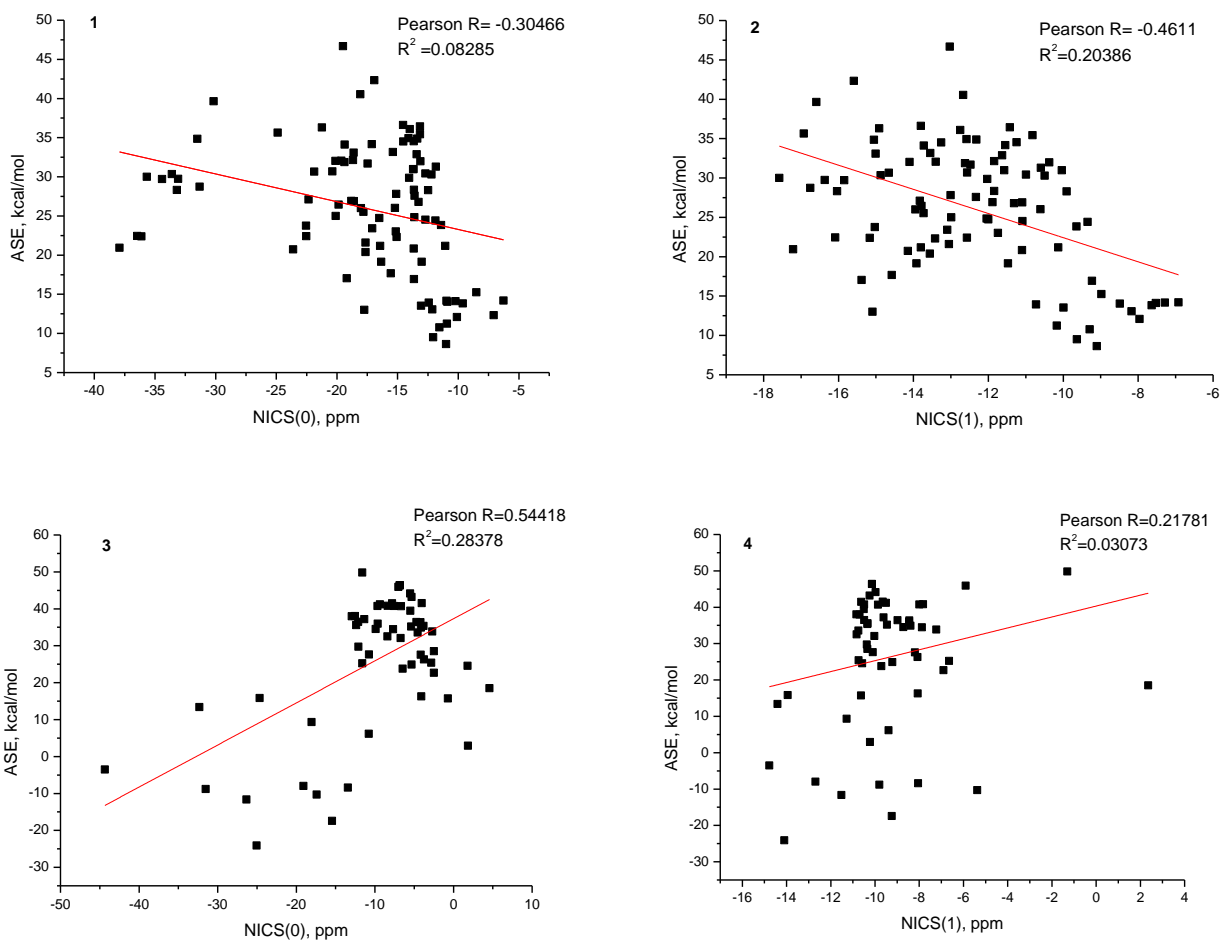 1
Pearson R= -0.30466
R² =0.08285
50
45
40
35
30
25
20
15
10
5
ASE, kcal/mol
-40 -35 -30 -25 -20 -15 -10 -5
NICS(0), ppm
2
Pearson R= -0.4611
R²=0.20386
50
45
40
35
30
25
20
15
10
5
ASE, kcal/mol
-18 -16 -14 -12 -10 -8 -6
NICS(1), ppm
3
Pearson R=0.54418
R²=0.28378
60
50
40
30
20
10
0
-10
-20
-30
ASE, kcal/mol
-50 -40 -30 -20 -10 0 10
NICS(0), ppm
4
Pearson R=0.21781
R²=0.03073
60
50
40
30
20
10
0
-10
-20
-30
ASE, kcal/mol
-16 -14 -12 -10 -8 -6 -4 -2 0 2 4
NICS(1), ppm